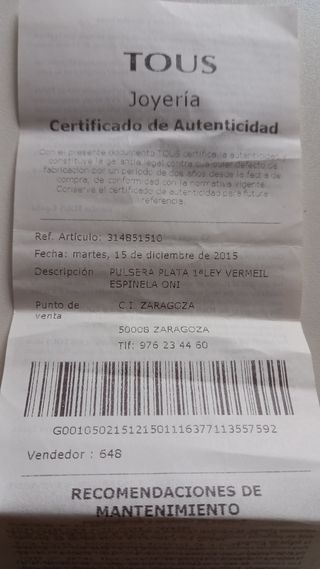 TOUS
Joyería
Certificado de Autenticidad
Con el presente documento TOUS certifica la autenticidad y
constituye la garantía legal contra cualquier defecto de
fabricación por un período de dos años desde la fecha de
compra, de conformidad con la normativa vigente.
Conserve el certificado de autenticidad para futura
referencia.
Ref. Artículo: 314851510
Fecha: martes, 15 de diciembre de 2015
Descripción PULSERA PLATA 1ªLEY VERMEIL
ESPINELA ONI
Punto de C.I. ZARAGOZA
venta
50008 ZARAGOZA
Tlf: 976 23 44 60
G001050215121501116377113557592
Vendedor : 648
RECOMENDACIONES DE
MANTENIMIENTO